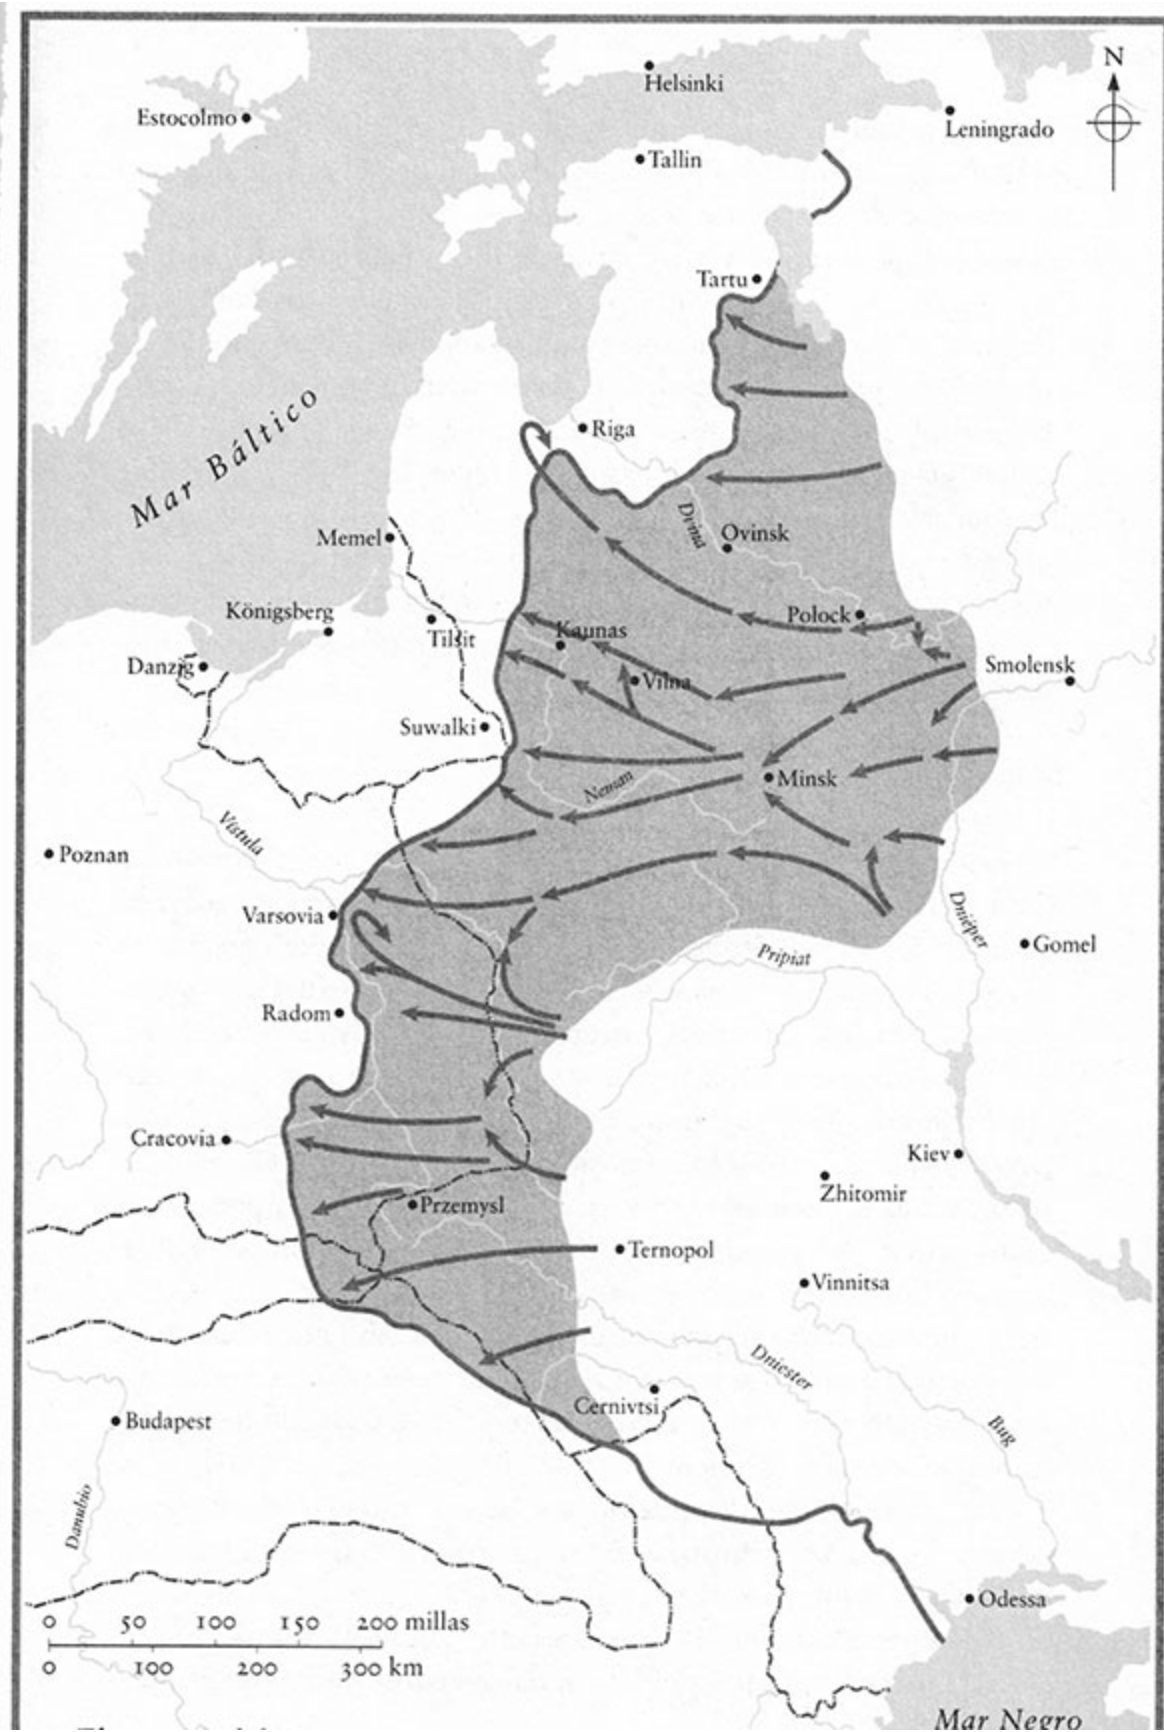 Helsinki
N
Estocolmo
Leningrado
Tallin
Tartu
Mar Báltico
Riga
Dvina
Ovinsk
Memel
Königsberg
Tilsit
Kaunas
Połock
Danzig
Vilna
Smolensk
Suwalki
Neman
Minsk
Vístula
Poznan
Varsovia
Dniéper
Gomel
Pripiat
Radom
Cracovia
Kiev
Zhitomir
Przemysl
Ternopol
Vinnitsa
Dniester
Cernivtsi
Bug
Budapest
Danubio
Odessa
0 50 100 150 200 millas
0 100 200 300 km
Mar Negro